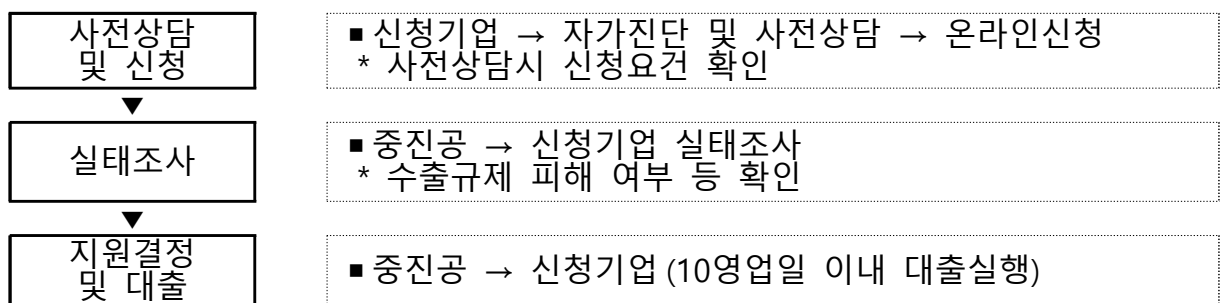 사전상담
및 신청
■ 신청기업 → 자가진단 및 사전상담 → 온라인신청
* 사전상담시 신청요건 확인
▼
실태조사
■ 중진공 → 신청기업 실태조사
* 수출규제 피해 여부 등 확인
▼
지원결정
및 대출
■ 중진공 → 신청기업 (10영업일 이내 대출실행)